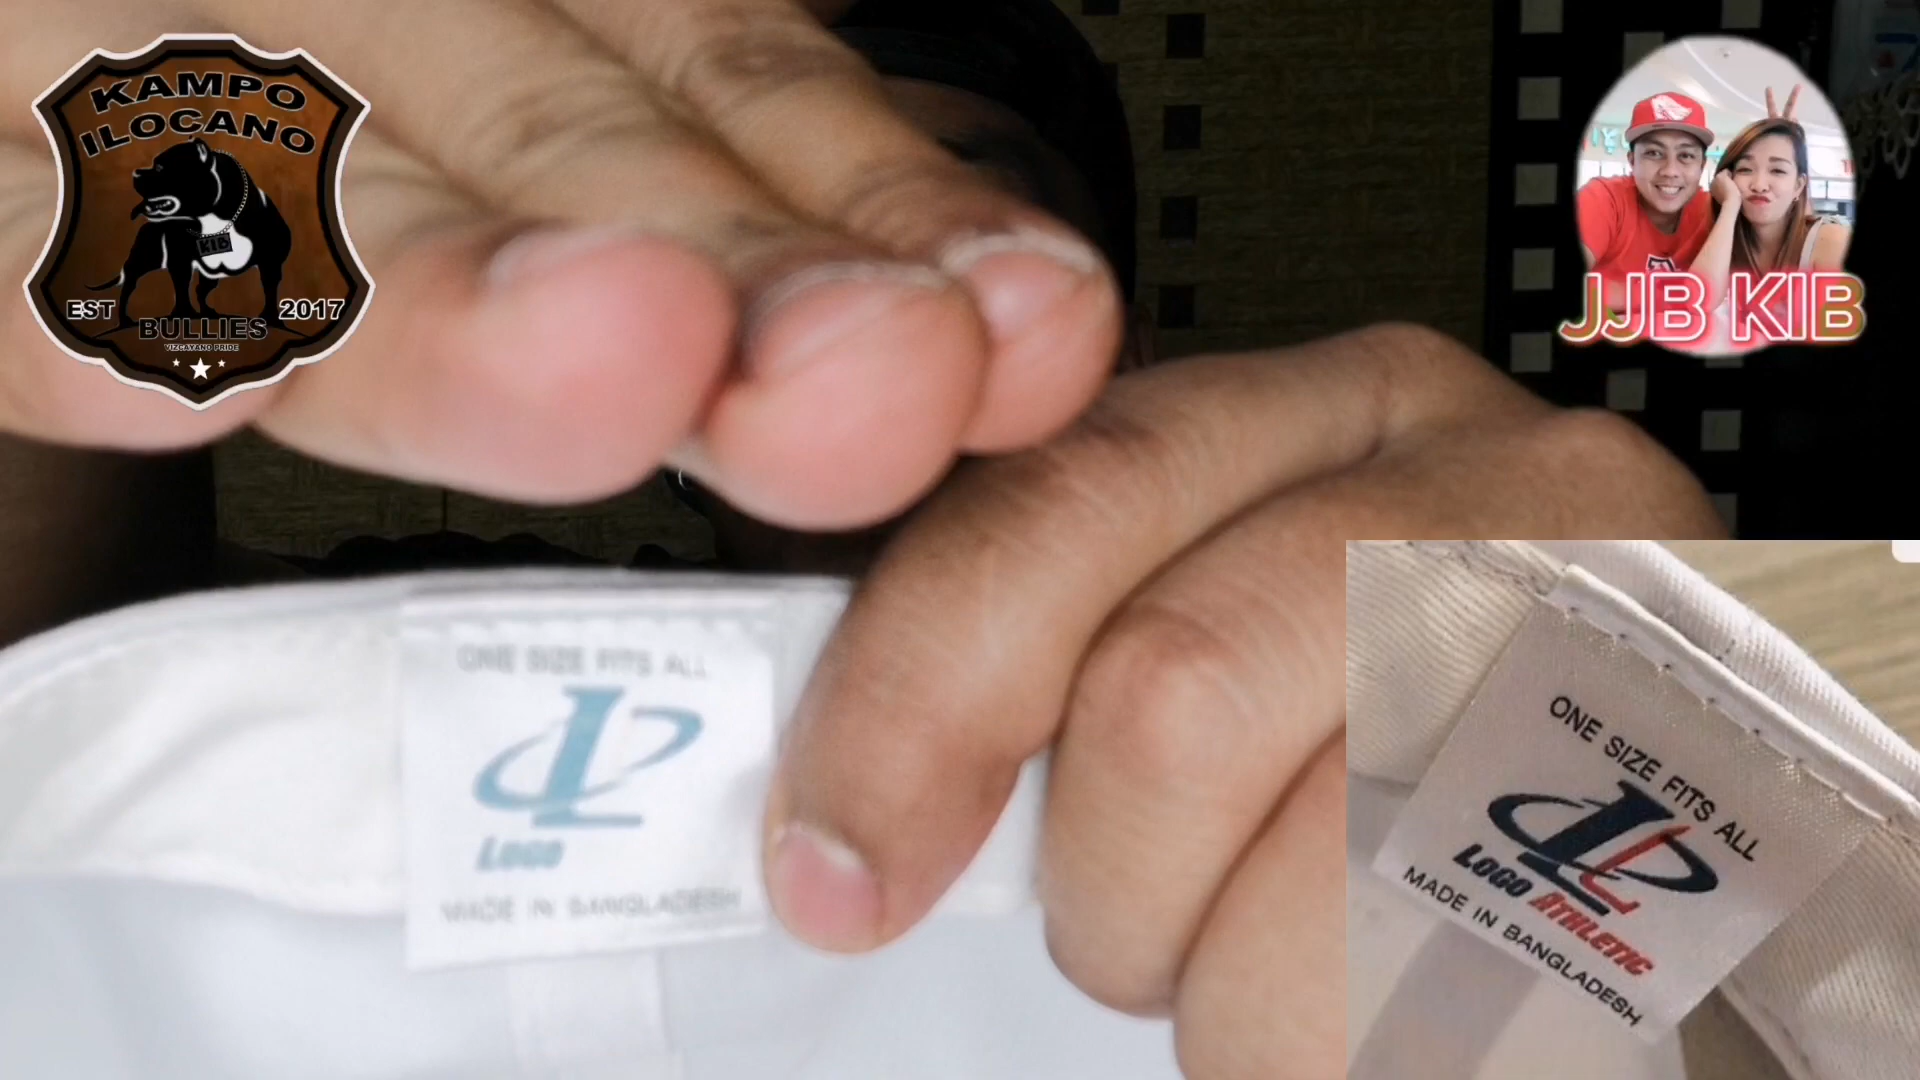 KAMPO
ILOCANO
KIB
EST 2017
BULLIES
VIZCAYANO PRIDE
JJB KIB
ONE SIZE FITS ALL
L
LOGO
MADE IN BANGLADESH
ONE SIZE FITS ALL
L
LOGO ATHLETIC
MADE IN BANGLADESH